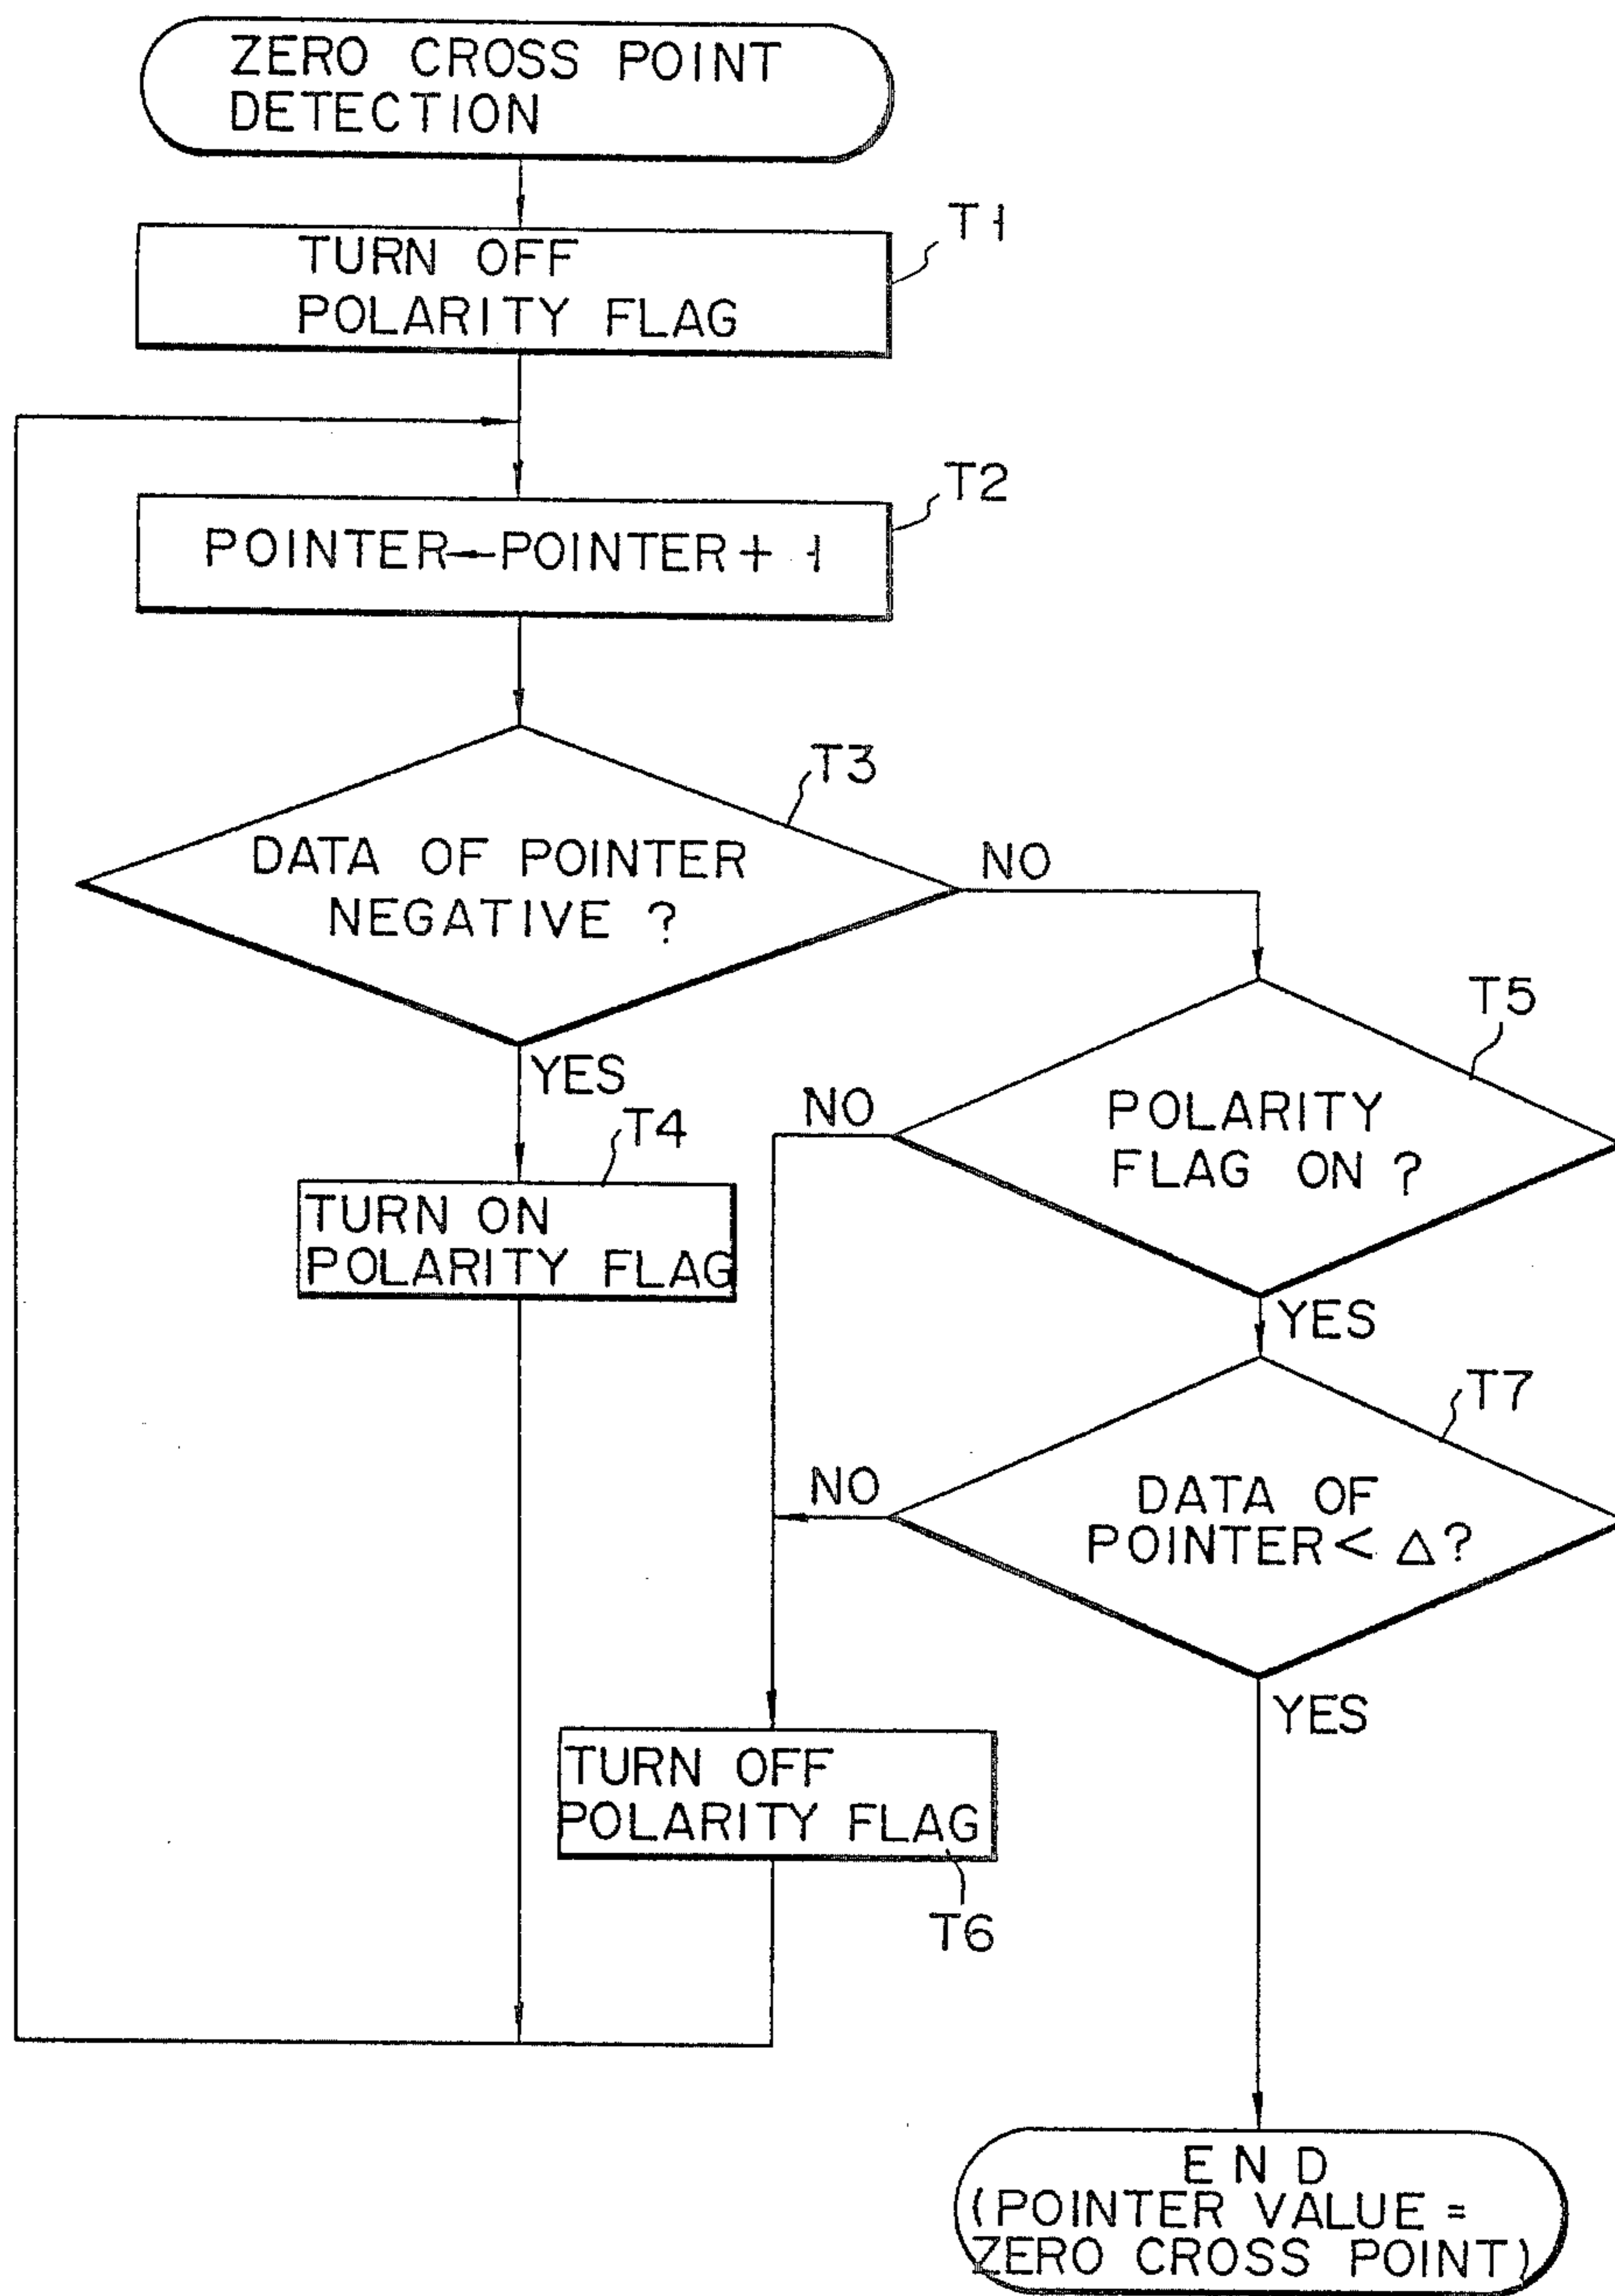 ZERO CROSS POINT
DETECTION
T1
TURN OFF
POLARITY FLAG
T2
POINTER←POINTER + 1
T3
DATA OF POINTER
NEGATIVE ?
NO
YES
T5
POLARITY
FLAG ON ?
NO
YES
T4
TURN ON
POLARITY FLAG
T7
DATA OF
POINTER < Δ?
NO
YES
TURN OFF
POLARITY FLAG
T6
END
(POINTER VALUE =
ZERO CROSS POINT)